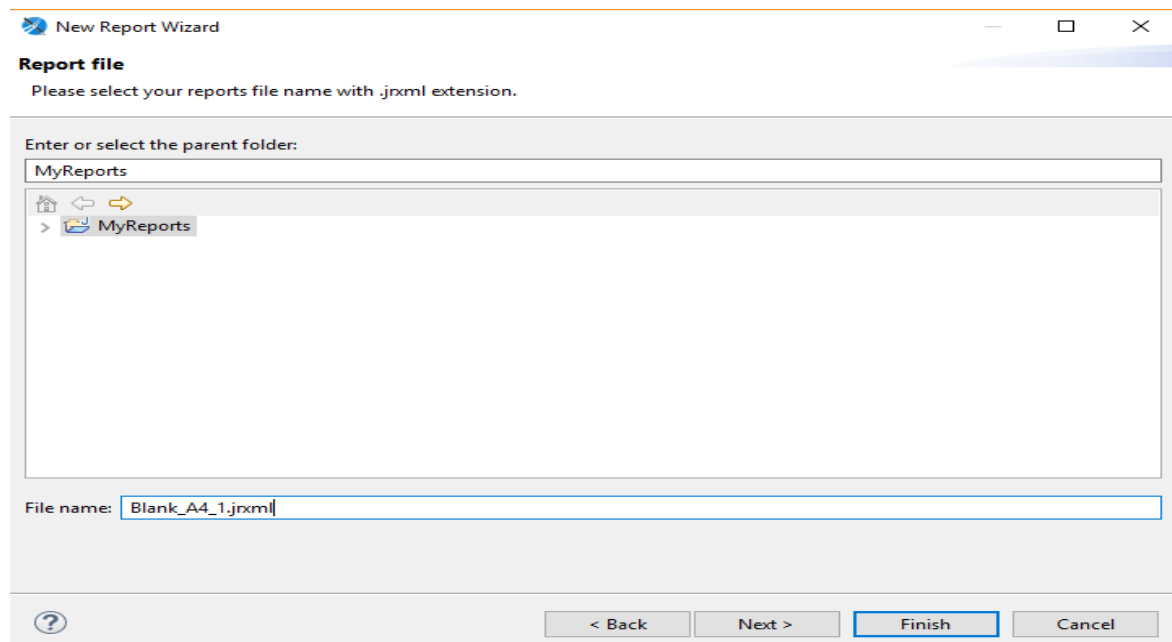 New Report Wizard
Report file
Please select your reports file name with .jrxml extension.
Enter or select the parent folder:
MyReports
MyReports
File name: Blank_A4_1.jrxml
< Back Next > Finish Cancel